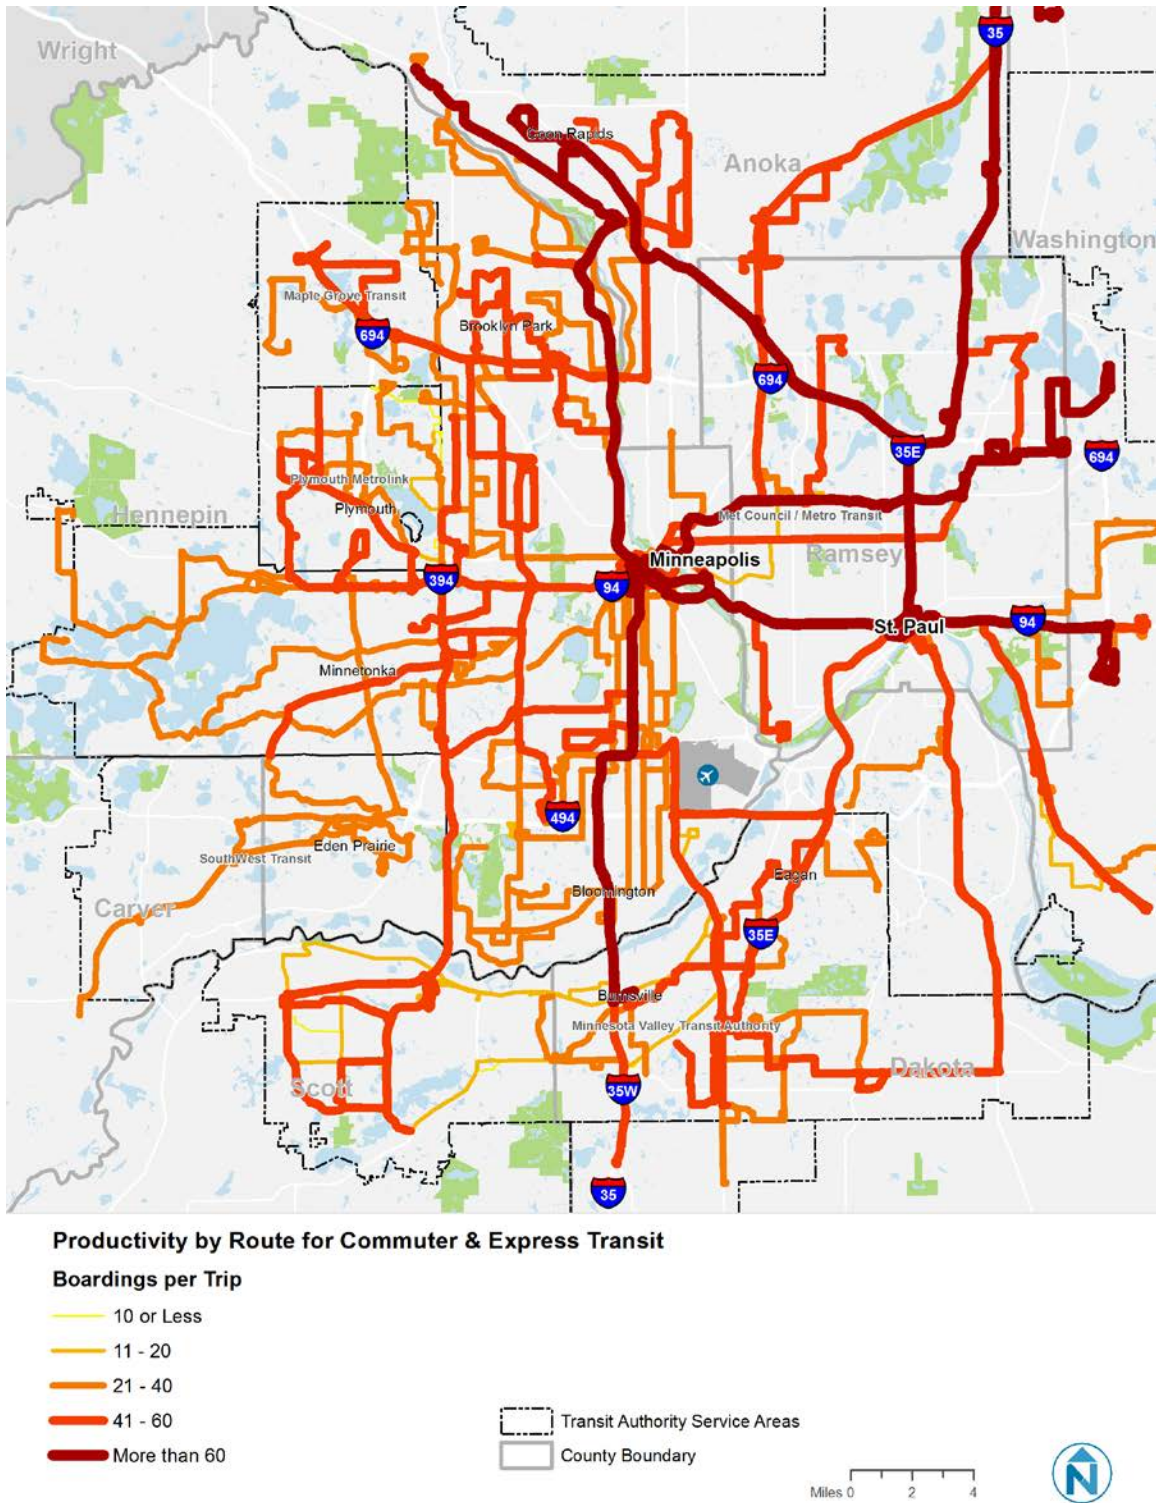 35
Wright
Coon Rapids
Anoka
Washington
Maple Grove Transit
694
Brooklyn Park
694
35E
694
Plymouth Metrolink
Plymouth
Hennepin
Met Council / Metro Transit
Ramsey
Minneapolis
394
94
94
St. Paul
Minnetonka
494
Eden Prairie
SouthWest Transit
Eagan
Bloomington
Carver
35E
Burnsville
Minnesota Valley Transit Authority
Dakota
Scott
35W
35
Productivity by Route for Commuter & Express Transit
Boardings per Trip
10 or Less
11 - 20
21 - 40
41 - 60
More than 60
Transit Authority Service Areas
County Boundary
Miles 0 2 4
N